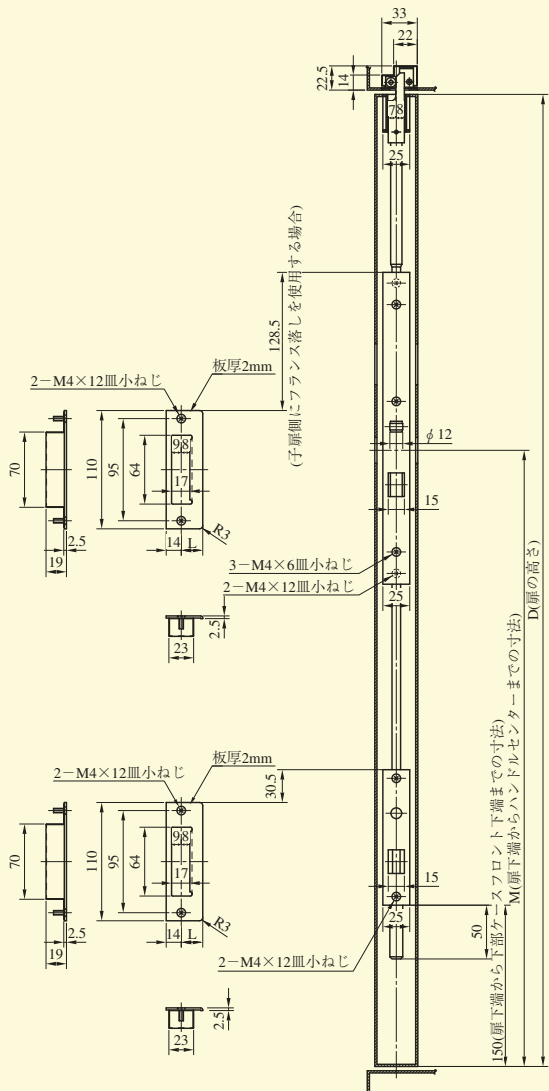 33
22
22.5
14
78
25
128.5
(子扉側にフランス落しを使用する場合)
板厚2mm
2−M4×12皿小ねじ
70
110
95
64
98
17
2.5
19
14
L
R3
φ12
15
3−M4×6皿小ねじ
2−M4×12皿小ねじ
25
23
2.5
D(扉の高さ)
M(扉下端からハンドルセンターまでの寸法)
150(扉下端から下部ケースフロント下端までの寸法)
30.5
板厚2mm
2−M4×12皿小ねじ
70
110
95
64
98
17
2.5
19
14
L
R3
15
25
50
2−M4×12皿小ねじ
23
2.5